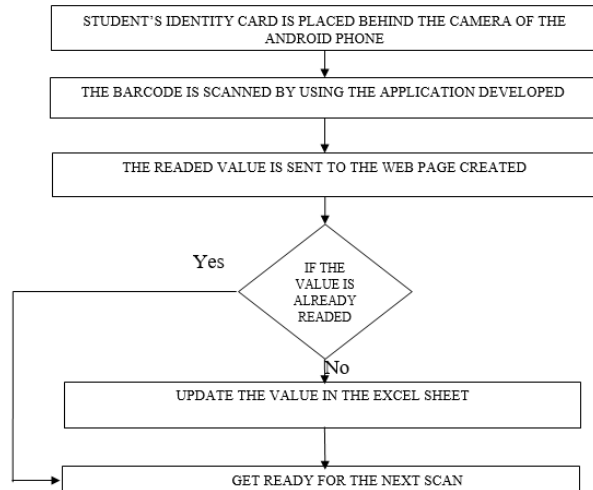 STUDENT'S IDENTITY CARD IS PLACED BEHIND THE CAMERA OF THE
ANDROID PHONE
THE BARCODE IS SCANNED BY USING THE APPLICATION DEVELOPED
THE READED VALUE IS SENT TO THE WEB PAGE CREATED
Yes
IF THE
VALUE IS
ALREADY
READED
No
UPDATE THE VALUE IN THE EXCEL SHEET
GET READY FOR THE NEXT SCAN